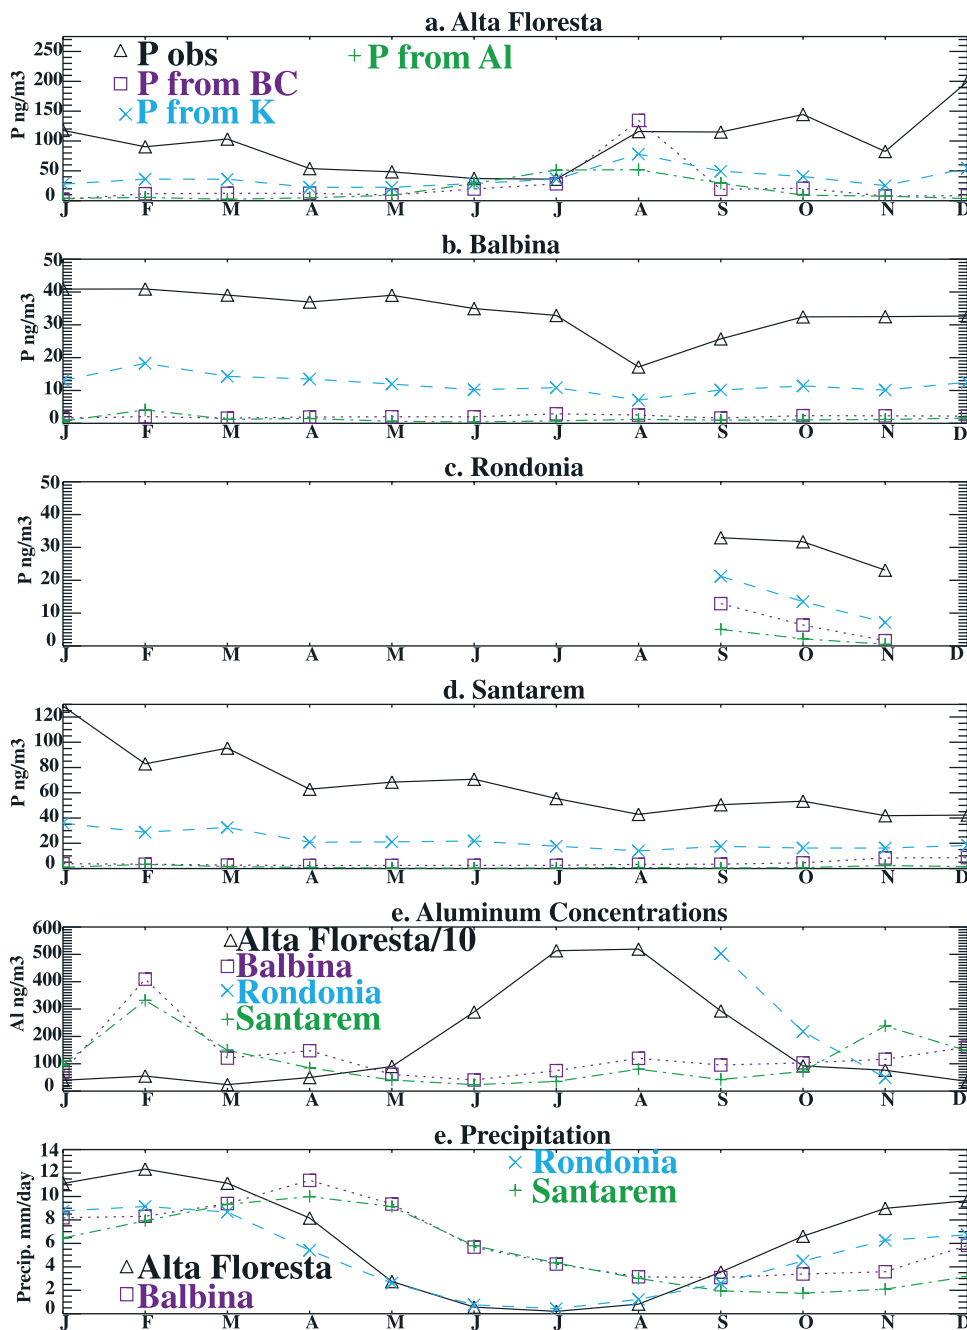 a. Alta Floresta
P ng/m3
250
200
150
100
50
0
P obs
P from BC
P from K
P from Al
J F M A M J J A S O N D
b. Balbina
P ng/m3
50
40
30
20
10
0
J F M A M J J A S O N D
c. Rondonia
P ng/m3
50
40
30
20
10
0
J F M A M J J A S O N D
d. Santarem
P ng/m3
120
100
80
60
40
20
0
J F M A M J J A S O N D
e. Aluminum Concentrations
Al ng/m3
600
500
400
300
200
100
0
Alta Floresta/10
Balbina
Rondonia
Santarem
J F M A M J J A S O N D
e. Precipitation
Precip. mm/day
14
12
10
8
6
4
2
0
Rondonia
Santarem
Alta Floresta
Balbina
J F M A M J J A S O N D